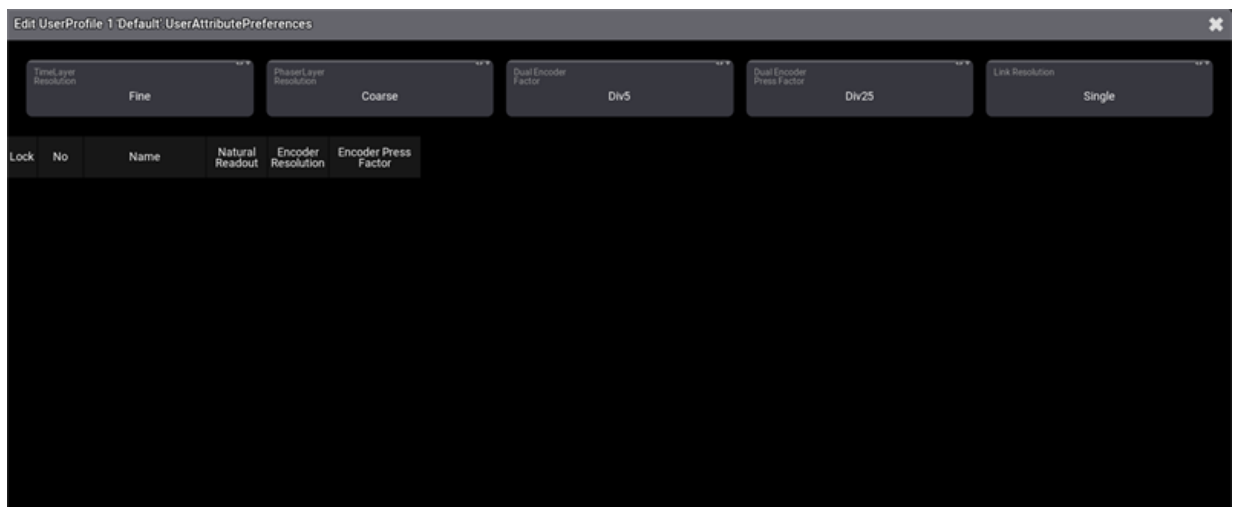 Edit UserProfile 1 'Default'.UserAttributePreferences
TimeLayer
Resolution
Fine
PhaserLayer
Resolution
Coarse
Dual Encoder
Factor
Div5
Dual Encoder
Press Factor
Div25
Link Resolution
Single
Lock
No
Name
Natural
Readout
Encoder
Resolution
Encoder Press
Factor